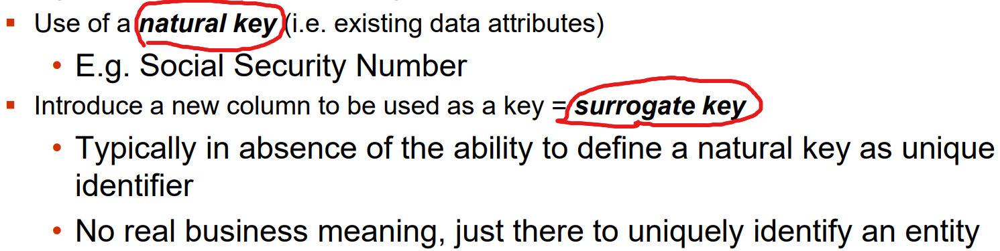 ▪ Use of a natural key (i.e. existing data attributes)
• E.g. Social Security Number
▪ Introduce a new column to be used as a key = surrogate key
• Typically in absence of the ability to define a natural key as unique
identifier
• No real business meaning, just there to uniquely identify an entity